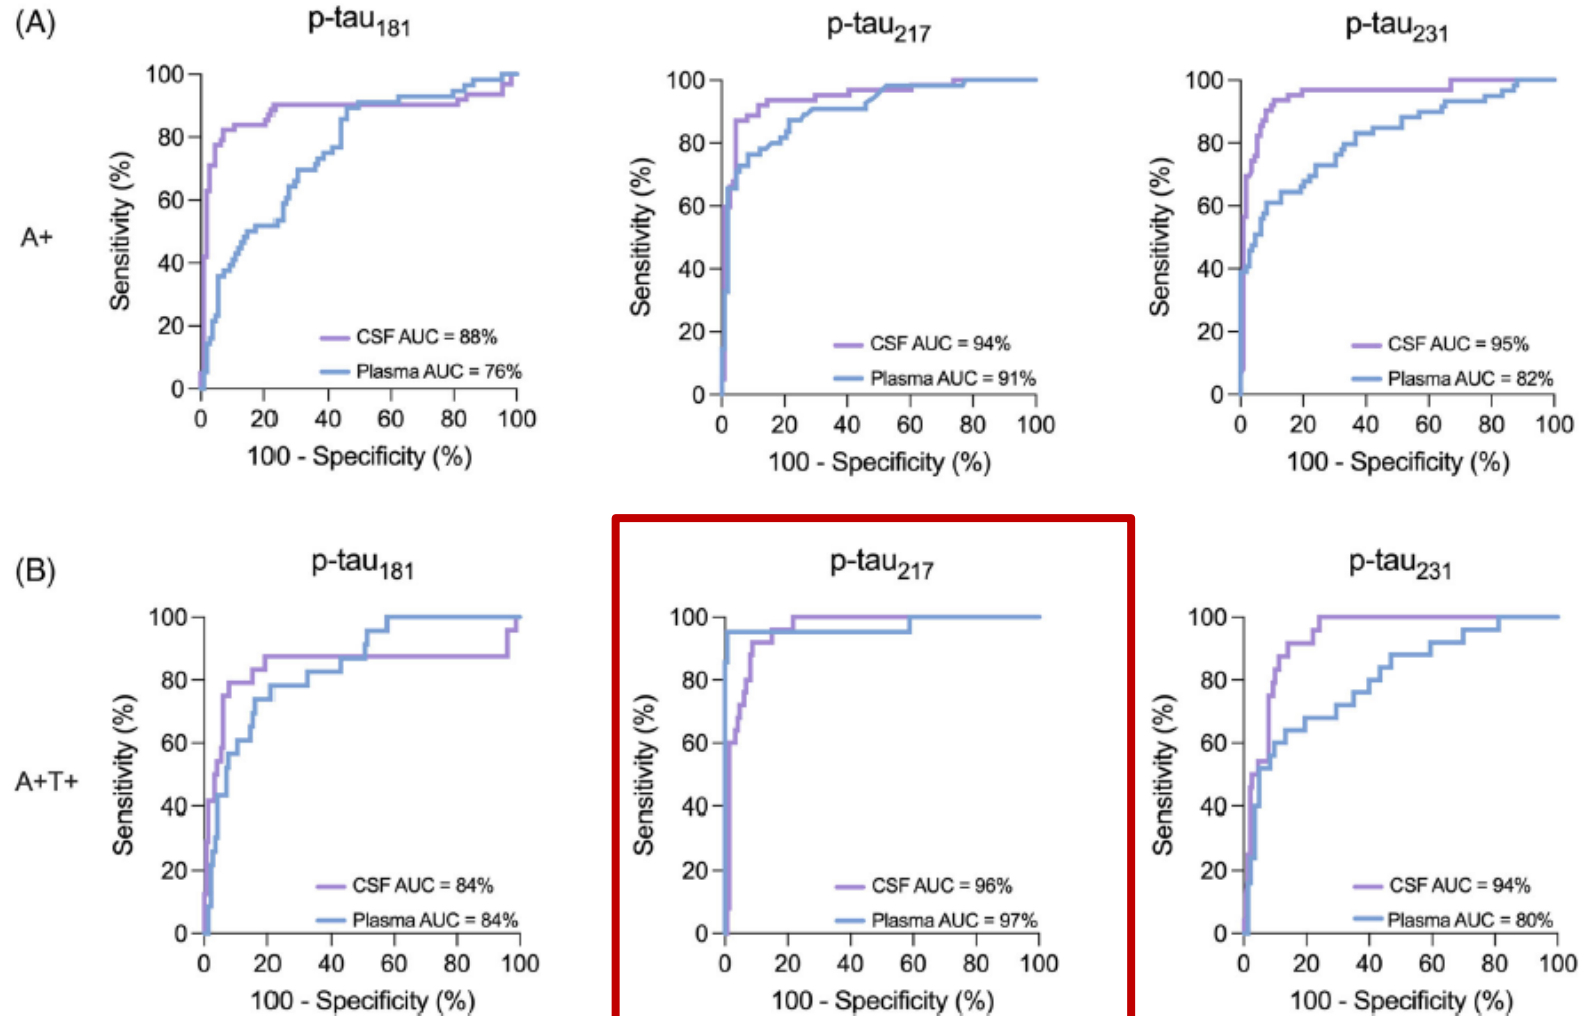 (A)
p-tau181
p-tau217
p-tau231
A+
Sensitivity (%)
100
80
60
40
20
0
CSF AUC = 88%
Plasma AUC = 76%
0 20 40 60 80 100
100 - Specificity (%)
Sensitivity (%)
100
80
60
40
20
0
CSF AUC = 94%
Plasma AUC = 91%
0 20 40 60 80 100
100 - Specificity (%)
Sensitivity (%)
100
80
60
40
20
0
CSF AUC = 95%
Plasma AUC = 82%
0 20 40 60 80 100
100 - Specificity (%)
(B)
p-tau181
p-tau217
p-tau231
A+T+
Sensitivity (%)
100
80
60
40
20
0
CSF AUC = 84%
Plasma AUC = 84%
0 20 40 60 80 100
100 - Specificity (%)
Sensitivity (%)
100
80
60
40
20
0
CSF AUC = 96%
Plasma AUC = 97%
0 20 40 60 80 100
100 - Specificity (%)
Sensitivity (%)
100
80
60
40
20
0
CSF AUC = 94%
Plasma AUC = 80%
0 20 40 60 80 100
100 - Specificity (%)